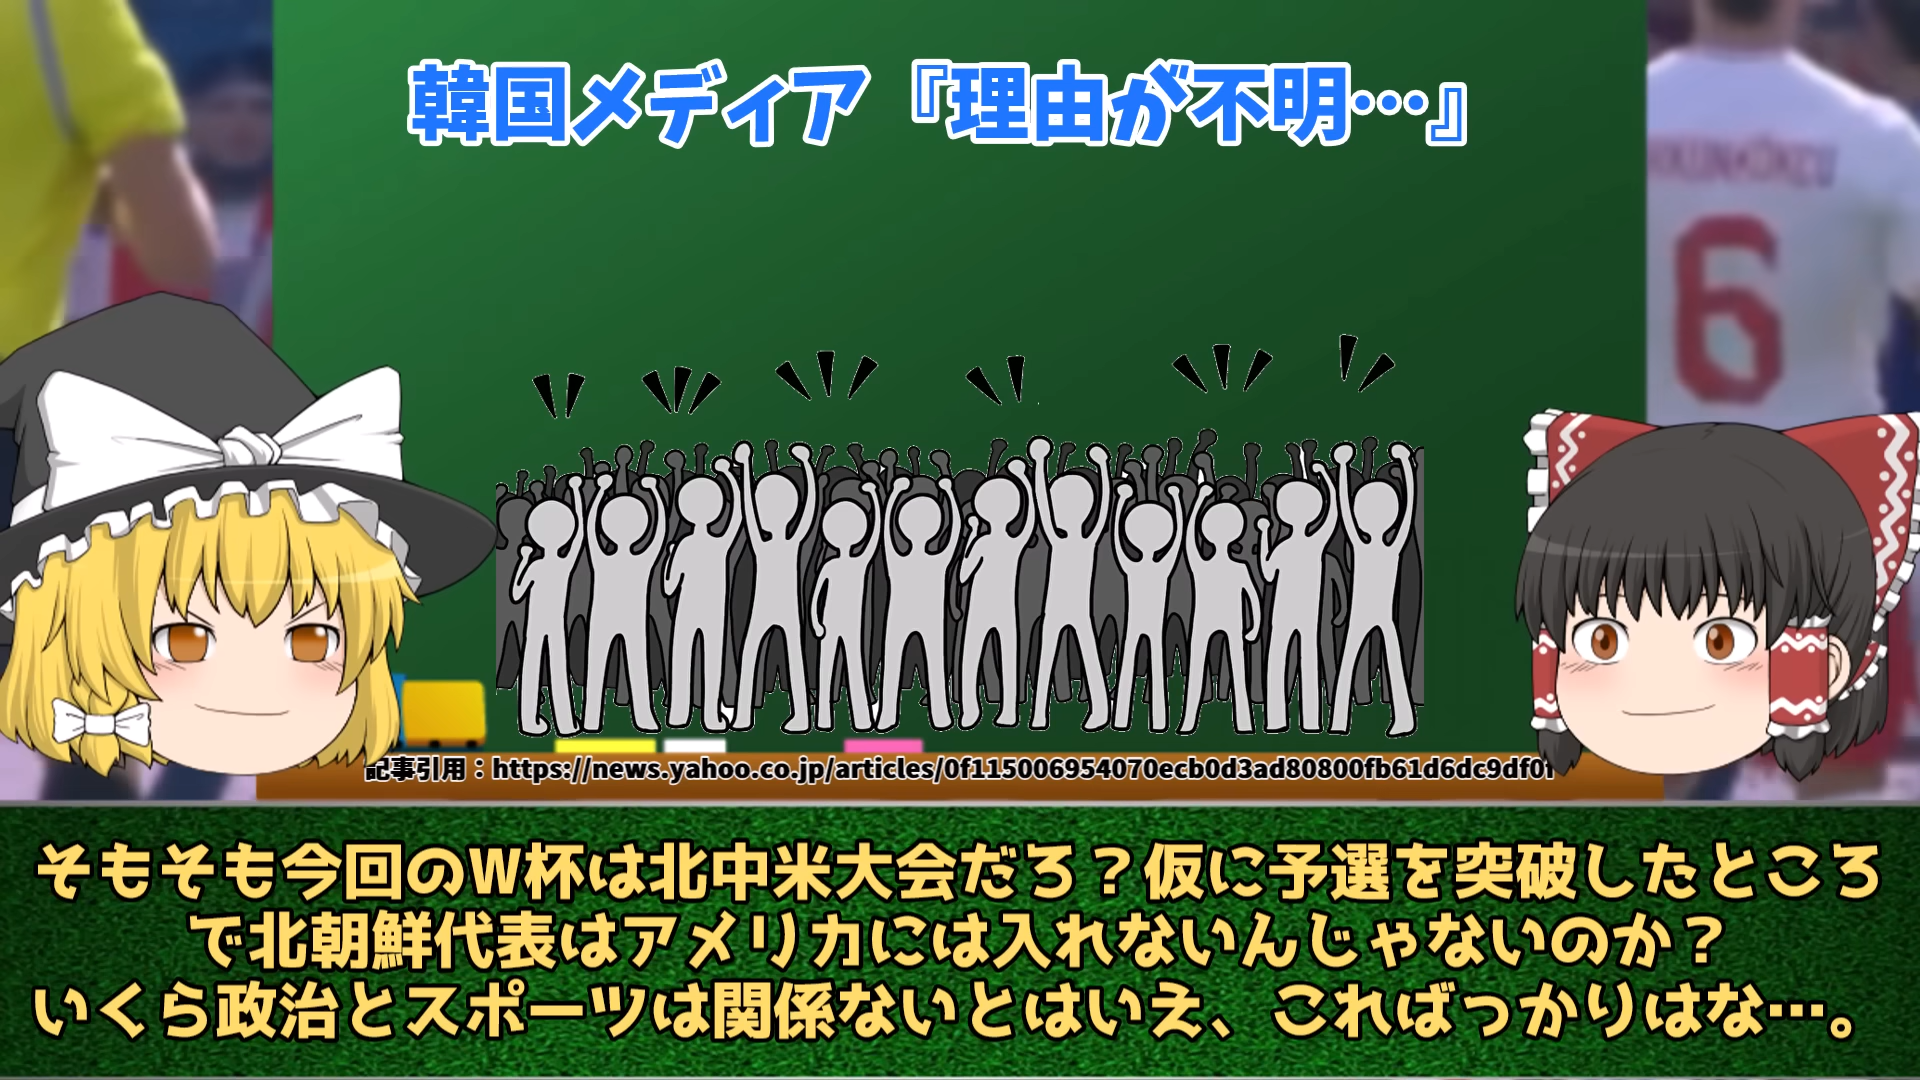 韓国メディア『理由が不明…』
6
記事引用：https://news.yahoo.co.jp/articles/0f115006954070ecb0d3ad80800fb61d6dc9df0f
そもそも今回のW杯は北中米大会だろ？仮に予選を突破したところ
で北朝鮮代表はアメリカには入れないんじゃないのか？
いくら政治とスポーツは関係ないとはいえ、こればっかりはな…。